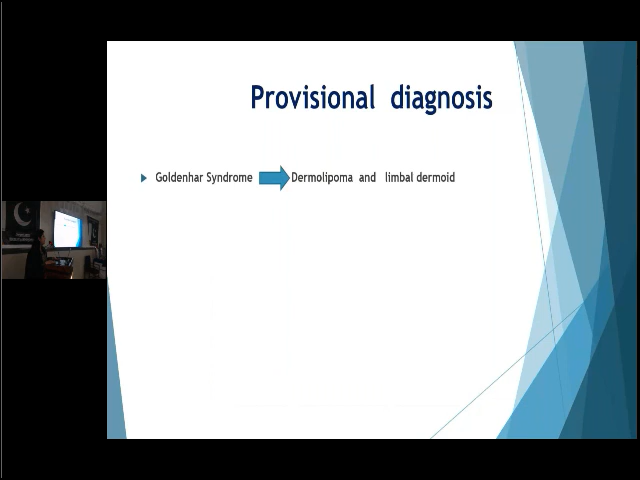 Provisional diagnosis
Goldenhar Syndrome Dermolipoma and limbal dermoid